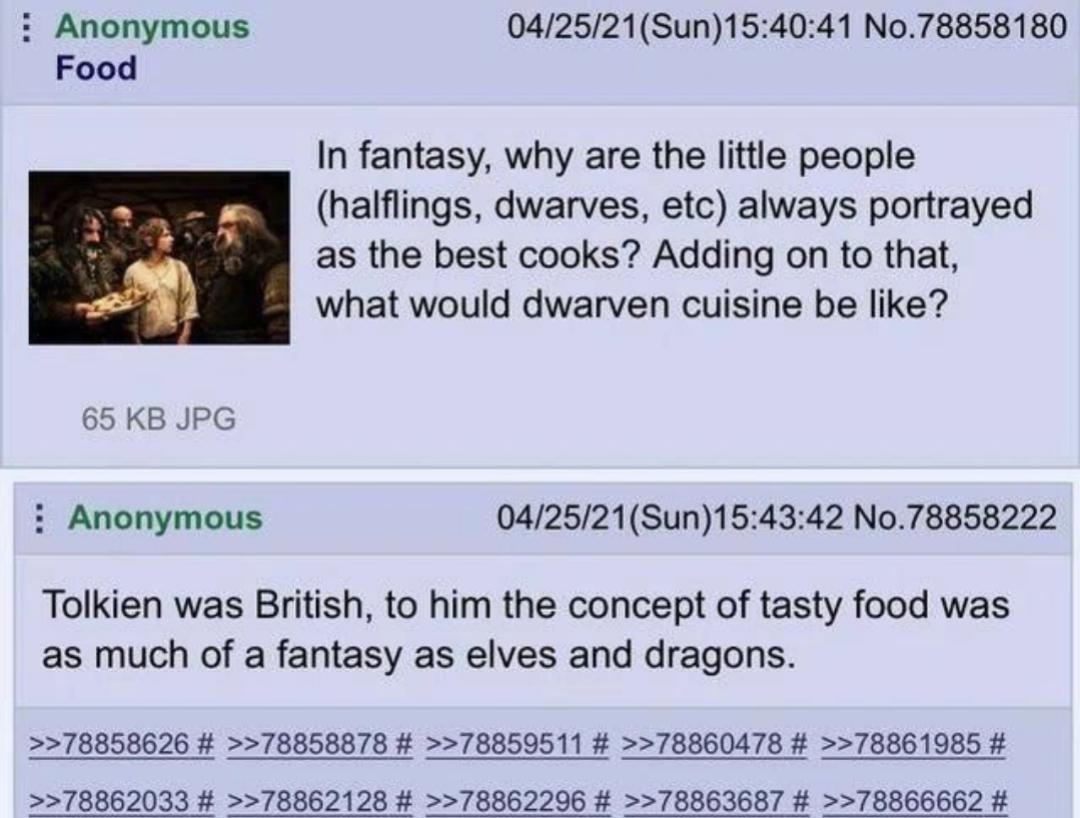 Anonymous 04/25/21(Sun)15:40:41 No.78858180
Food
In fantasy, why are the little people
(halflings, dwarves, etc) always portrayed
as the best cooks? Adding on to that,
what would dwarven cuisine be like?
65 KB JPG
Anonymous 04/25/21(Sun)15:43:42 No.78858222
Tolkien was British, to him the concept of tasty food was
as much of a fantasy as elves and dragons.
>>78858626 # >>78858878 # >>78859511 # >>78860478 # >>78861985 #
>>78862033 # >>78862128 # >>78862296 # >>78863687 # >>78866662 #